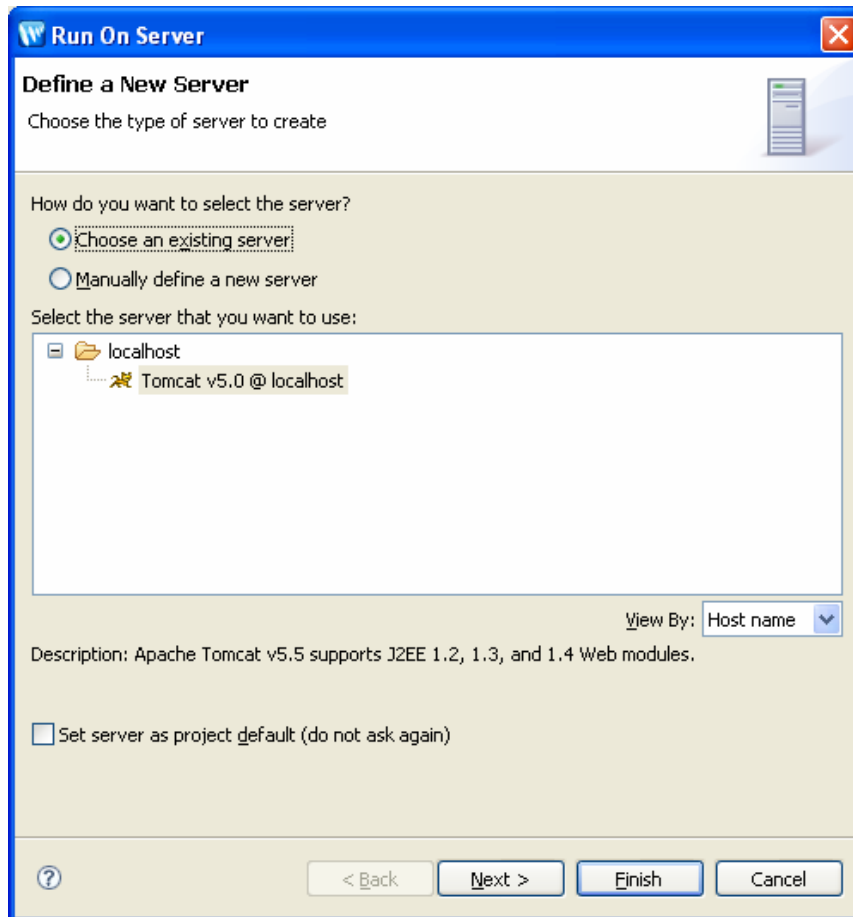 Run On Server
Define a New Server
Choose the type of server to create
How do you want to select the server?
Choose an existing server
Manually define a new server
Select the server that you want to use:
localhost
Tomcat v5.0 @ localhost
View By: Host name
Description: Apache Tomcat v5.5 supports J2EE 1.2, 1.3, and 1.4 Web modules.
Set server as project default (do not ask again)
? < Back Next > Finish Cancel